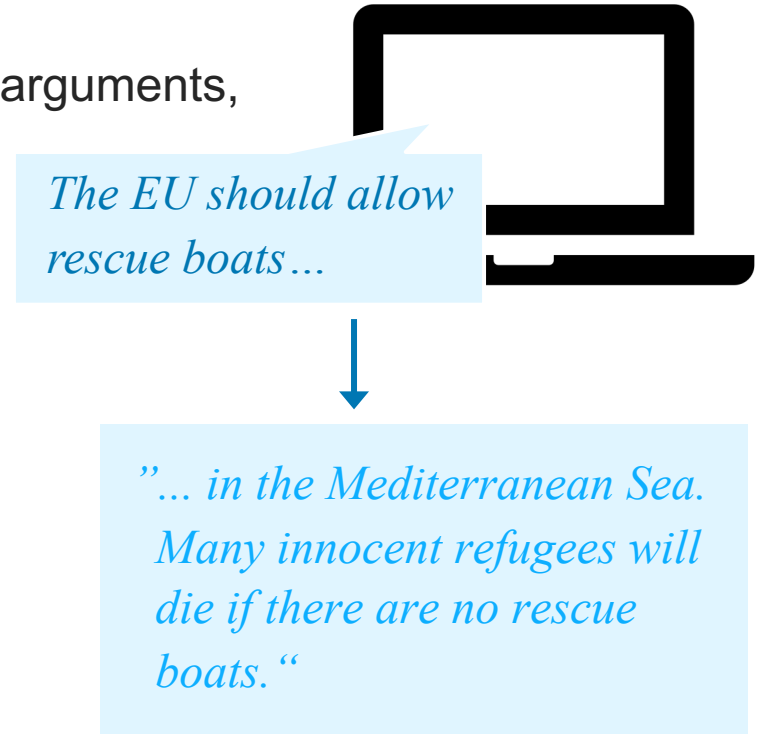 arguments,
The EU should allow
rescue boats…
”... in the Mediterranean Sea.
Many innocent refugees will
die if there are no rescue
boats.“